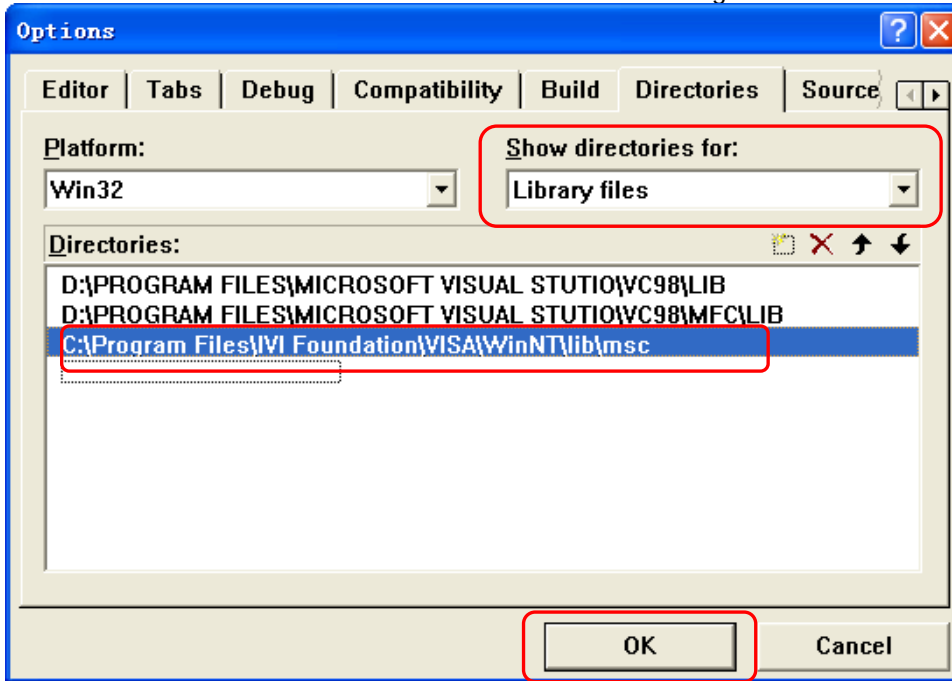 Options
Editor Tabs Debug Compatibility Build Directories Source
Platform: Show directories for:
Win32 Library files
Directories:
D:\PROGRAM FILES\MICROSOFT VISUAL STUTIO\VC98\LIB
D:\PROGRAM FILES\MICROSOFT VISUAL STUTIO\VC98\MFC\LIB
C:\Program Files\IVI Foundation\VISA\WinNT\lib\msc
OK Cancel